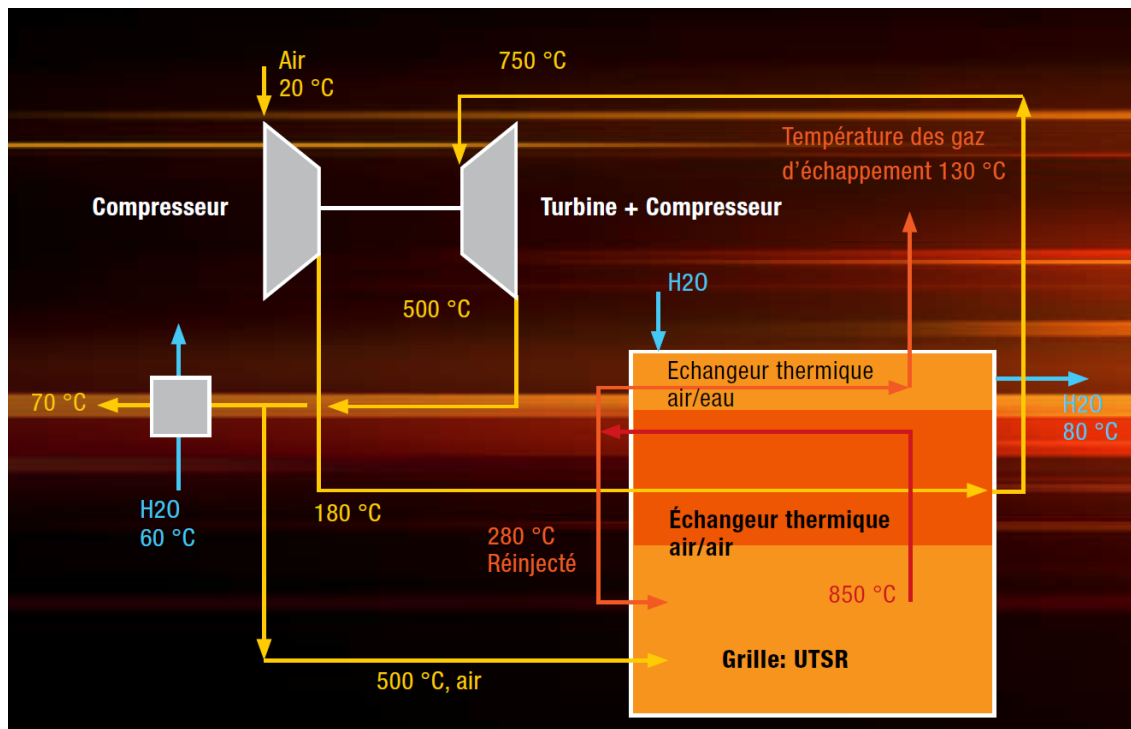 Air
20 °C
750 °C
Température des gaz
d'échappement 130 °C
Compresseur
Turbine + Compresseur
500 °C
H2O
Echangeur thermique
air/eau
70 °C
H2O
80 °C
H2O
60 °C
180 °C
280 °C
Réinjecté
Échangeur thermique
air/air
850 °C
Grille: UTSR
500 °C, air